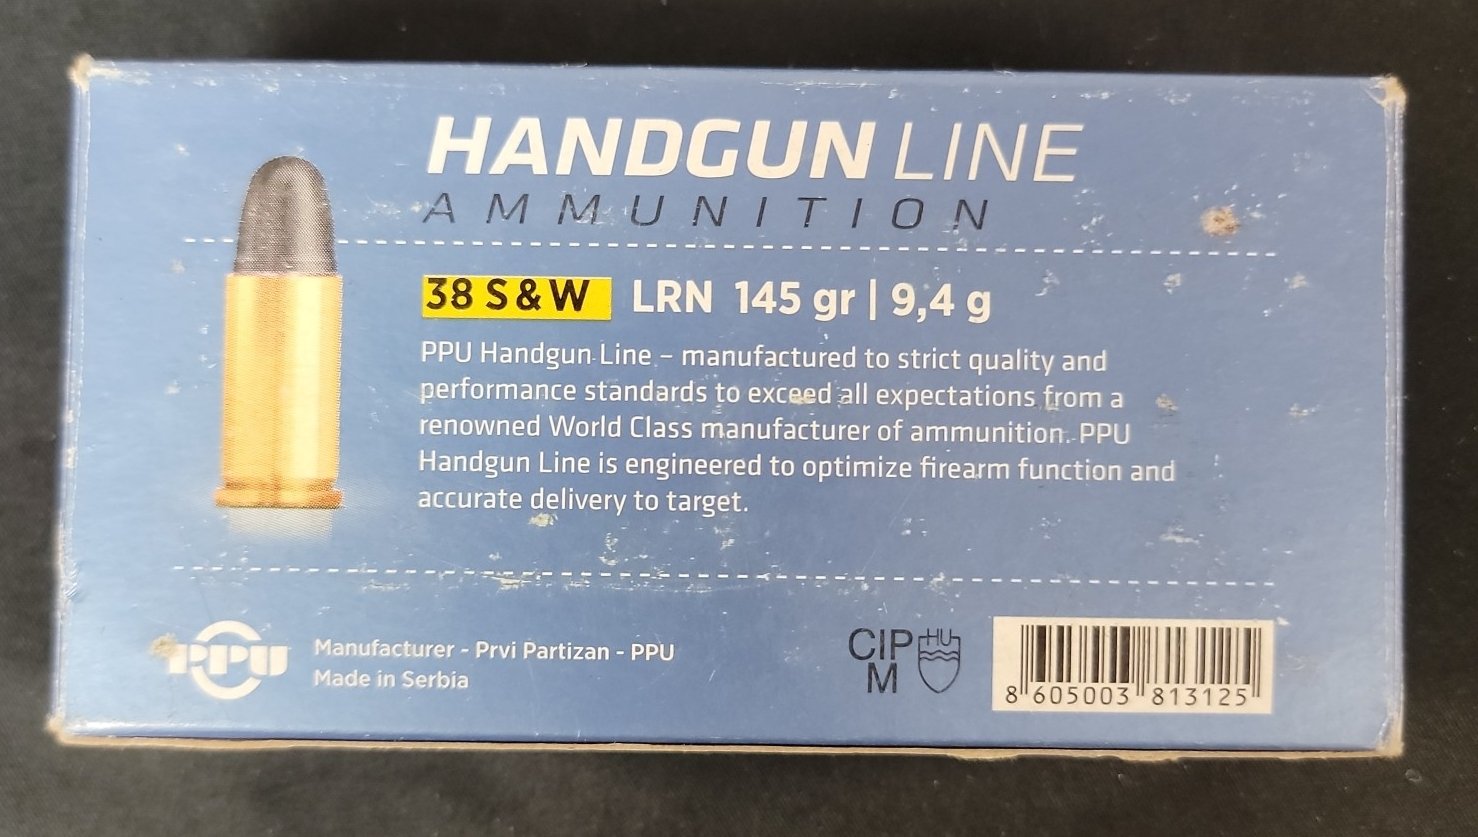 HANDGUN LINE
AMMUNITION
38 S&W LRN 145 gr | 9,4 g
PPU Handgun Line – manufactured to strict quality and
performance standards to exceed all expectations from a
renowned World Class manufacturer of ammunition. PPU
Handgun Line is engineered to optimize firearm function and
accurate delivery to target.
PPU
Manufacturer - Prvi Partizan - PPU
Made in Serbia
CIP
M
HU
8 605003 813125